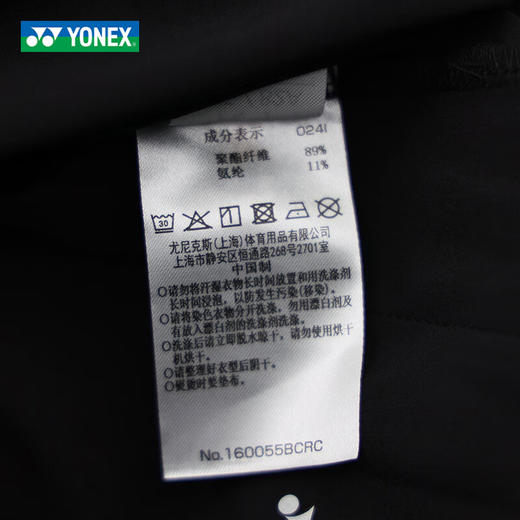 YONEX
成分表示 024I
聚酯纤维 89%
氨纶 11%
30
尤尼克斯(上海)体育用品有限公司
上海市静安区恒通路268号2701室
中国制
○请勿将汗湿衣物长时间放置和用洗涤剂
长时间浸泡，以防发生污染(移染)。
○请将染色衣物分开洗涤，勿用漂白剂及
有放入漂白剂的洗涤剂洗涤。
○洗涤后请立即脱水晾干，请勿使用烘干
机烘干。
○请整理好衣型后阴干。
○熨烫时要垫布。
No.160055BCRC